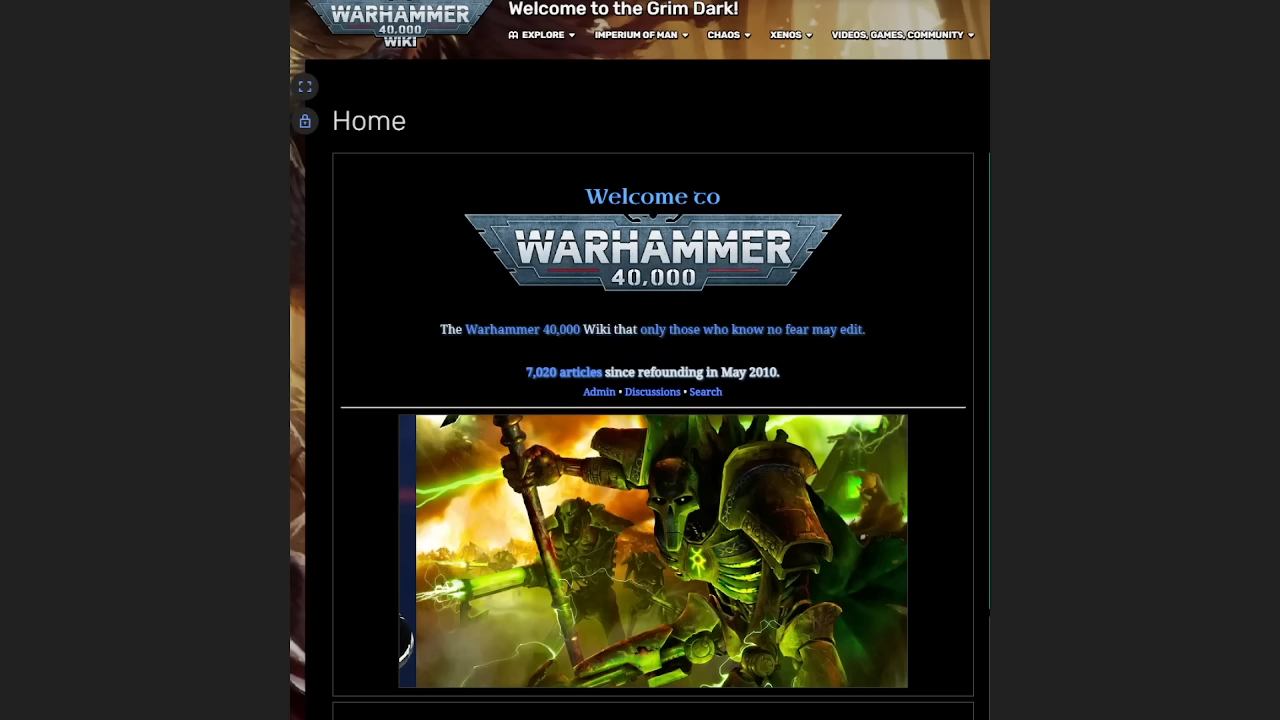 WARHAMMER
40,000
WIKI
Welcome to the Grim Dark!
EXPLORE
IMPERIUM OF MAN
CHAOS
XENOS
VIDEOS, GAMES, COMMUNITY
Home
Welcome to
WARHAMMER
40,000
The Warhammer 40,000 Wiki that only those who know no fear may edit.
7,020 articles since refounding in May 2010.
Admin • Discussions • Search